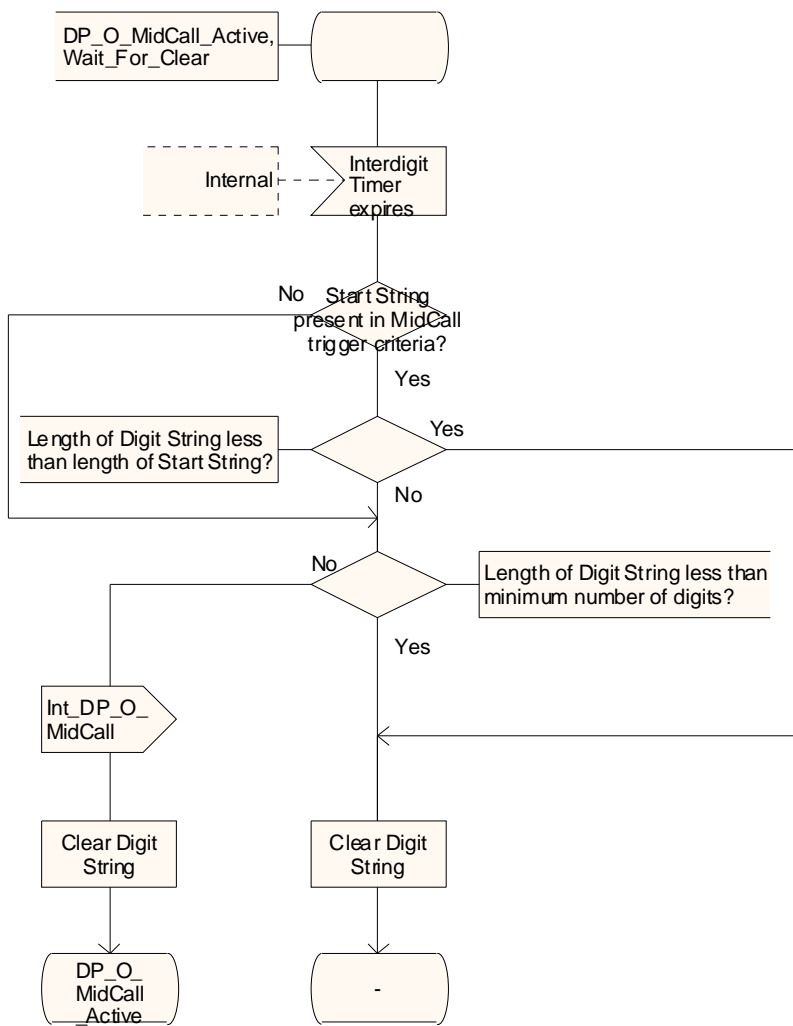 DP_O_MidCall_Active,
Wait_For_Clear
Internal
Interdigit
Timer
expires
No
Start String
present in MidCall
trigger criteria?
Yes
Length of Digit String less
than length of Start String?
Yes
No
No
Length of Digit String less than
minimum number of digits?
Yes
Int_DP_O_
MidCall
Clear Digit
String
Clear Digit
String
DP_O_
MidCall
_Active
-